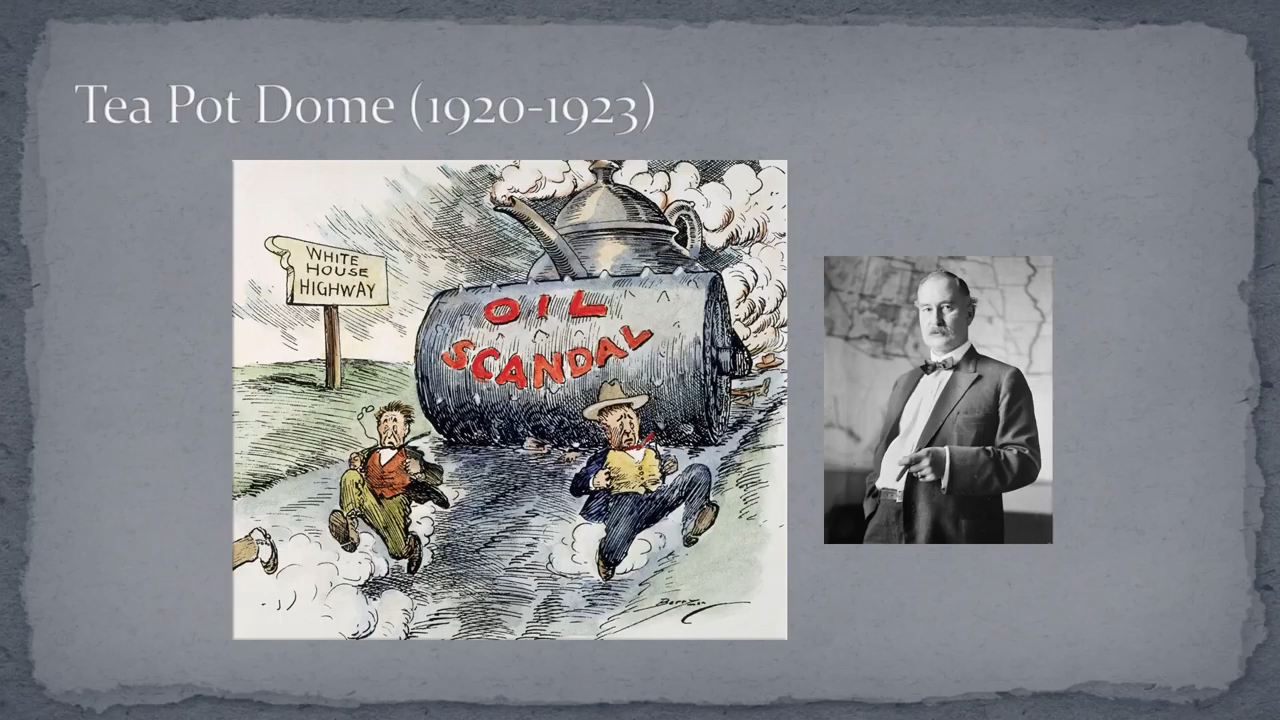 Tea Pot Dome (1920-1923)
WHITE
HOUSE
HIGHWAY
OIL
SCANDAL